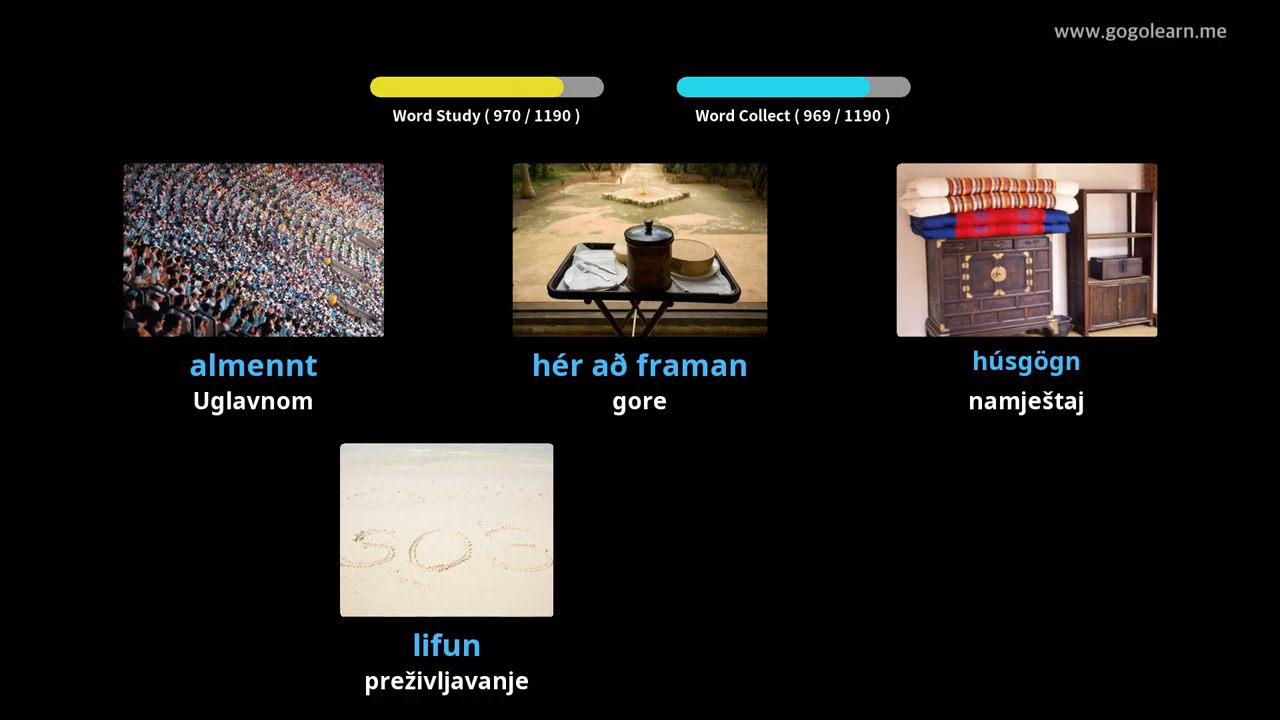 www.gogolearn.me
Word Study ( 970 / 1190 )
Word Collect ( 969 / 1190 )
almennt
Uglavnom
hér að framan
gore
húsgögn
namještaj
SOS
lifun
preživljavanje